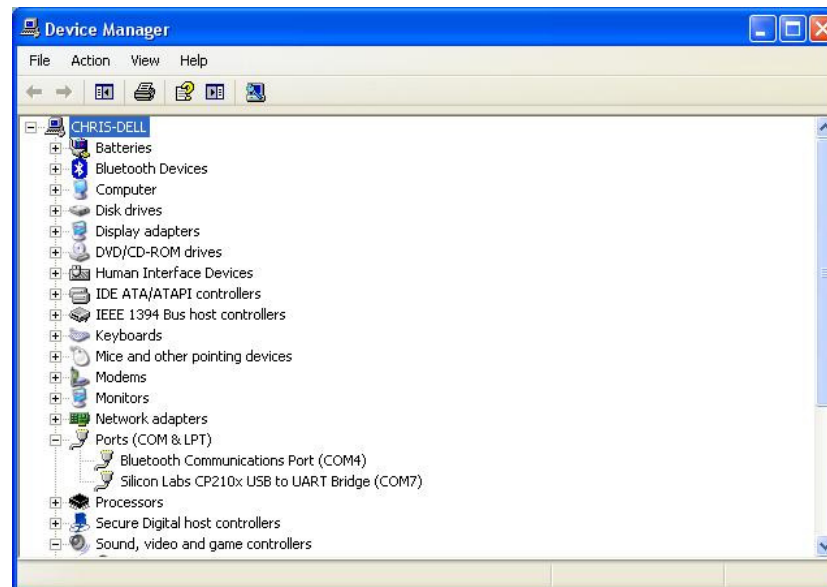 Device Manager
File Action View Help
CHRIS-DELL
Batteries
Bluetooth Devices
Computer
Disk drives
Display adapters
DVD/CD-ROM drives
Human Interface Devices
IDE ATA/ATAPI controllers
IEEE 1394 Bus host controllers
Keyboards
Mice and other pointing devices
Modems
Monitors
Network adapters
Ports (COM & LPT)
Bluetooth Communications Port (COM4)
Silicon Labs CP210x USB to UART Bridge (COM7)
Processors
Secure Digital host controllers
Sound, video and game controllers